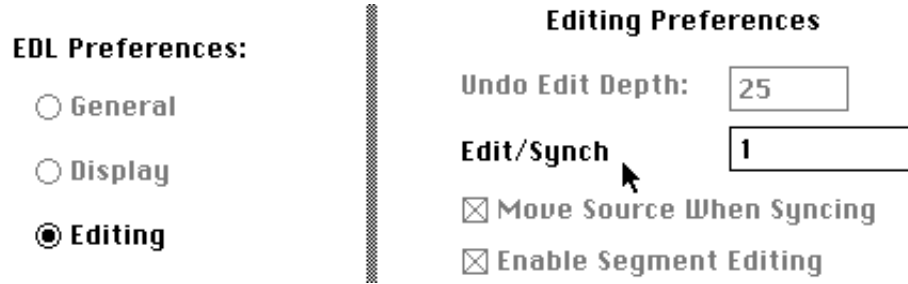 EDL Preferences:
General
Display
Editing
Editing Preferences
Undo Edit Depth: 25
Edit/Synch 1
Move Source When Syncing
Enable Segment Editing